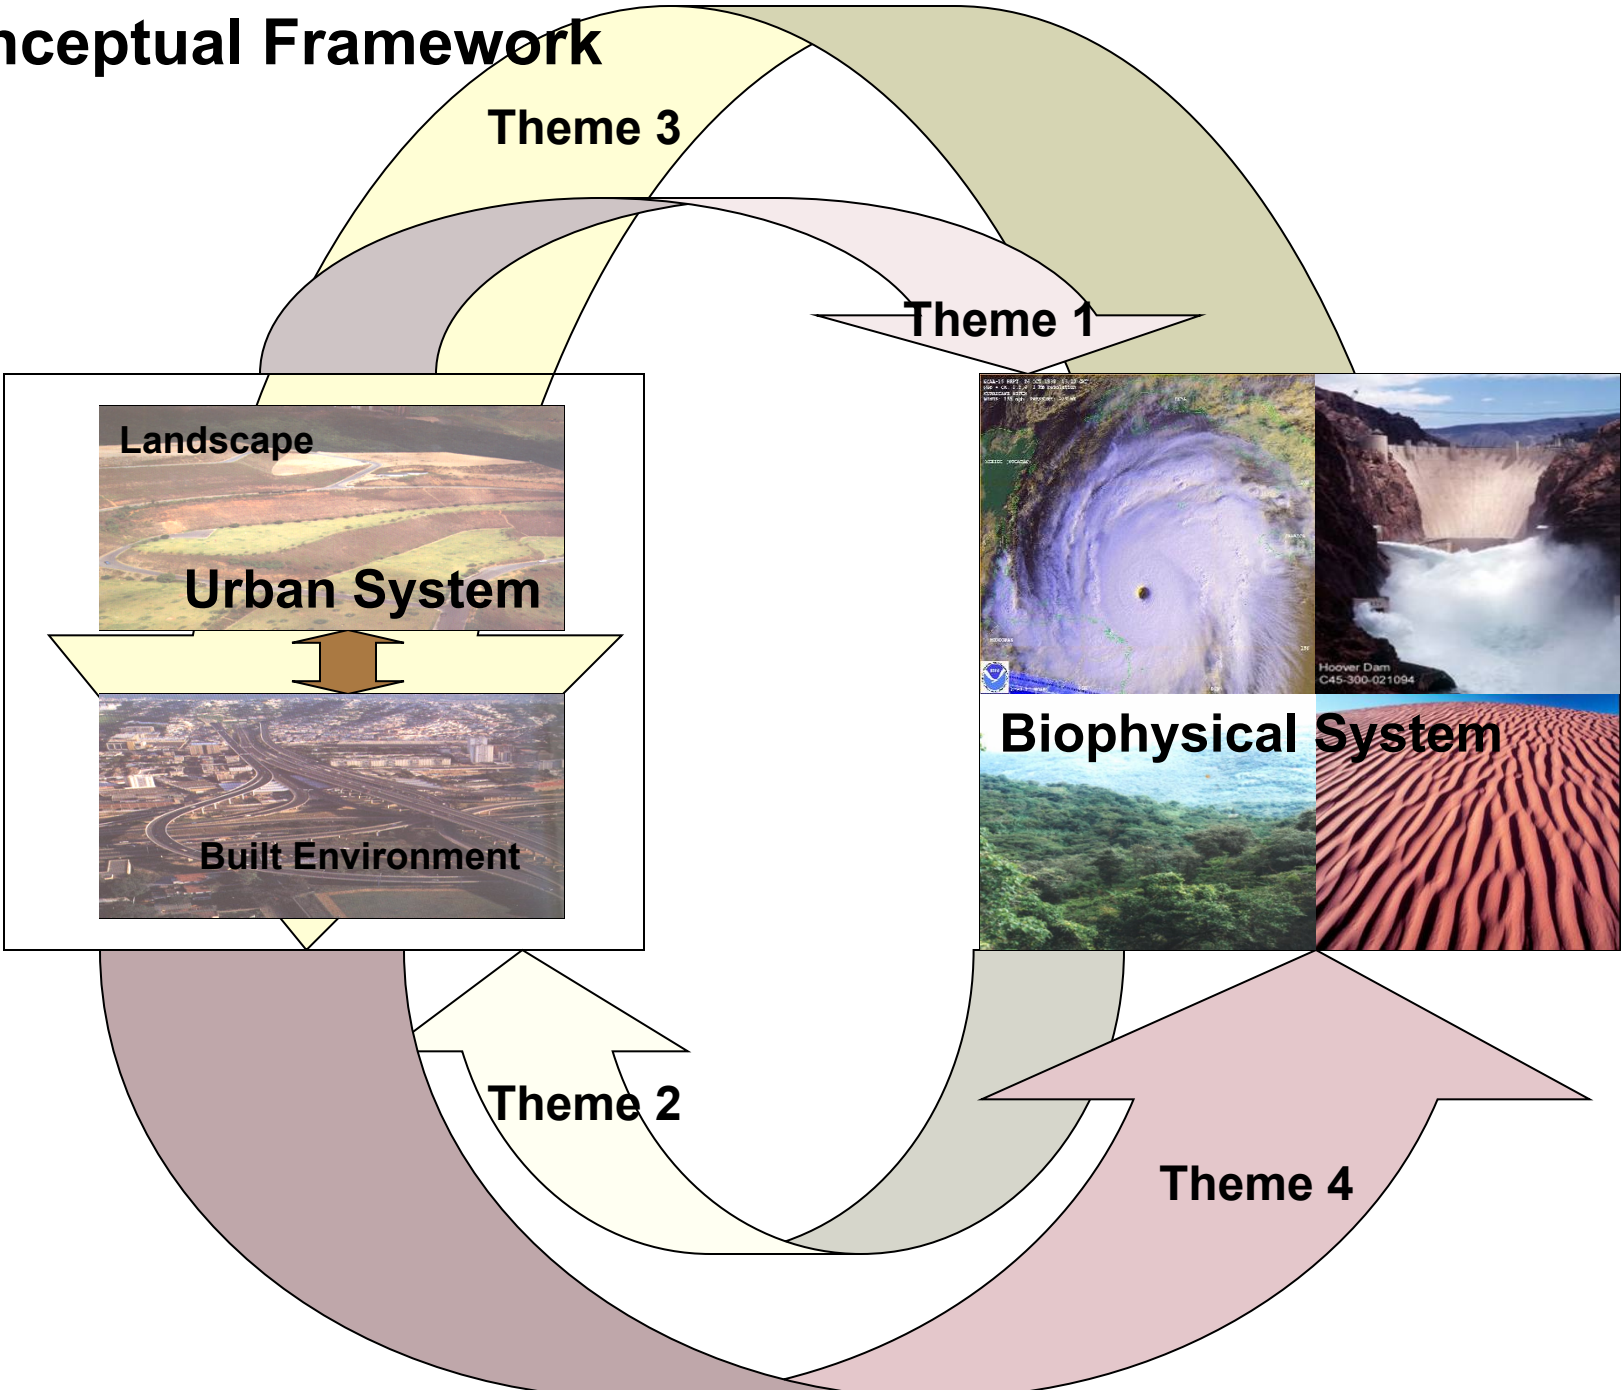 nceptual Framework
Theme 3
Theme 1
Landscape
Urban System
Hoover Dam
C45-300-021094
Biophysical System
Built Environment
Theme 2
Theme 4